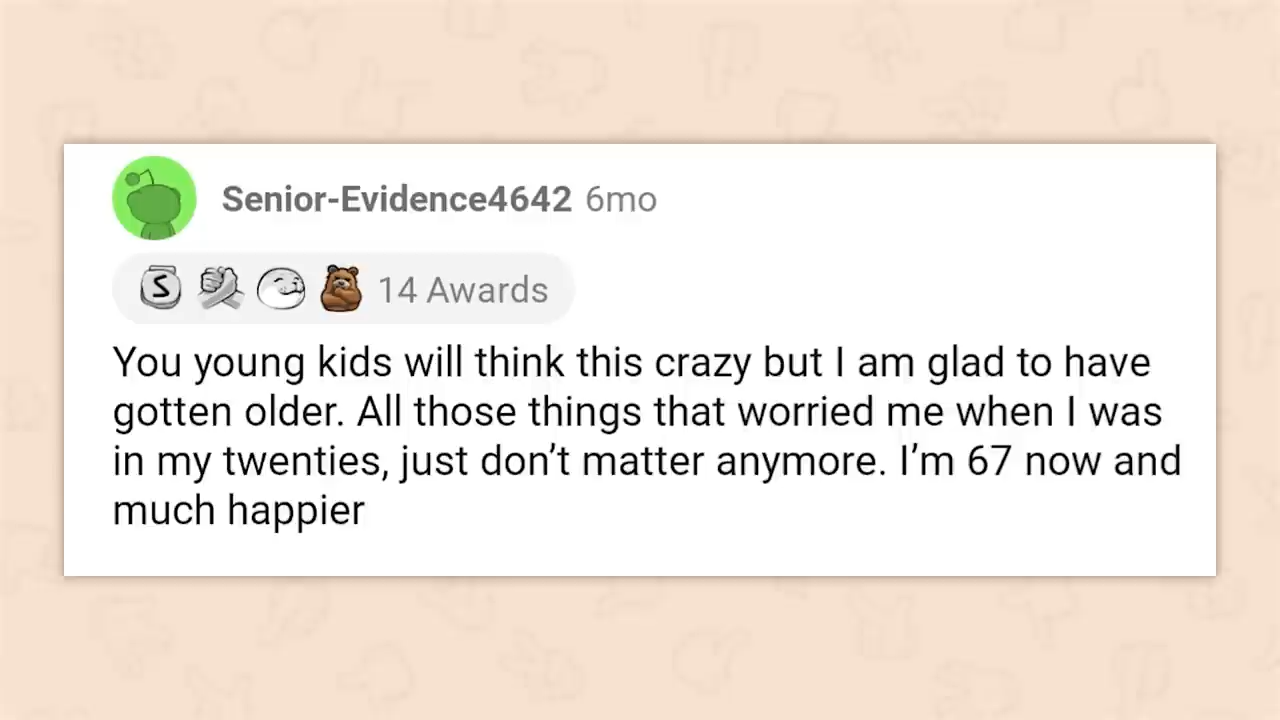 Senior-Evidence4642 6mo
S 14 Awards
You young kids will think this crazy but I am glad to have
gotten older. All those things that worried me when I was
in my twenties, just don’t matter anymore. I’m 67 now and
much happier